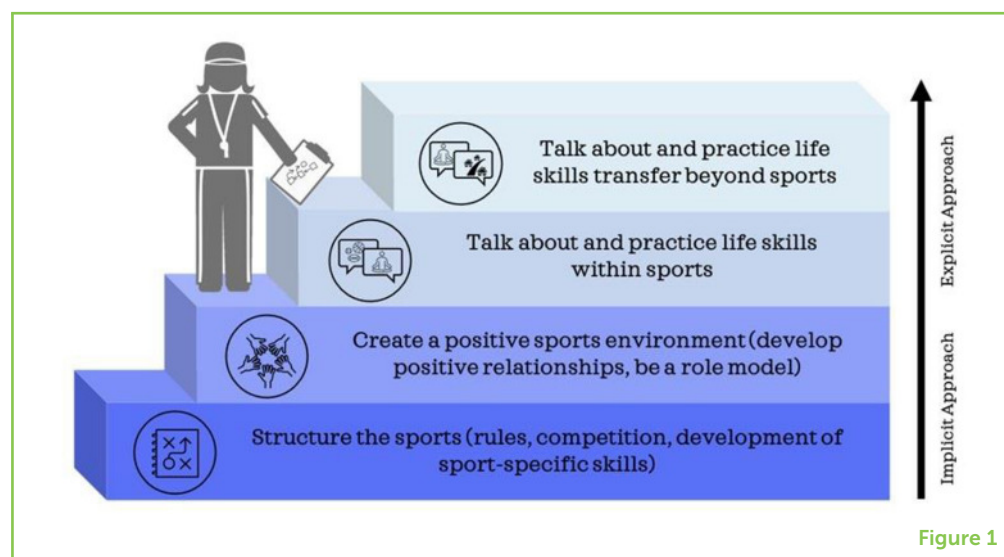 Talk about and practice life
skills transfer beyond sports
Talk about and practice life skills
within sports
Create a positive sports environment (develop
positive relationships, be a role model)
Structure the sports (rules, competition, development of
sport-specific skills)
Explicit Approach
Implicit Approach
Figure 1